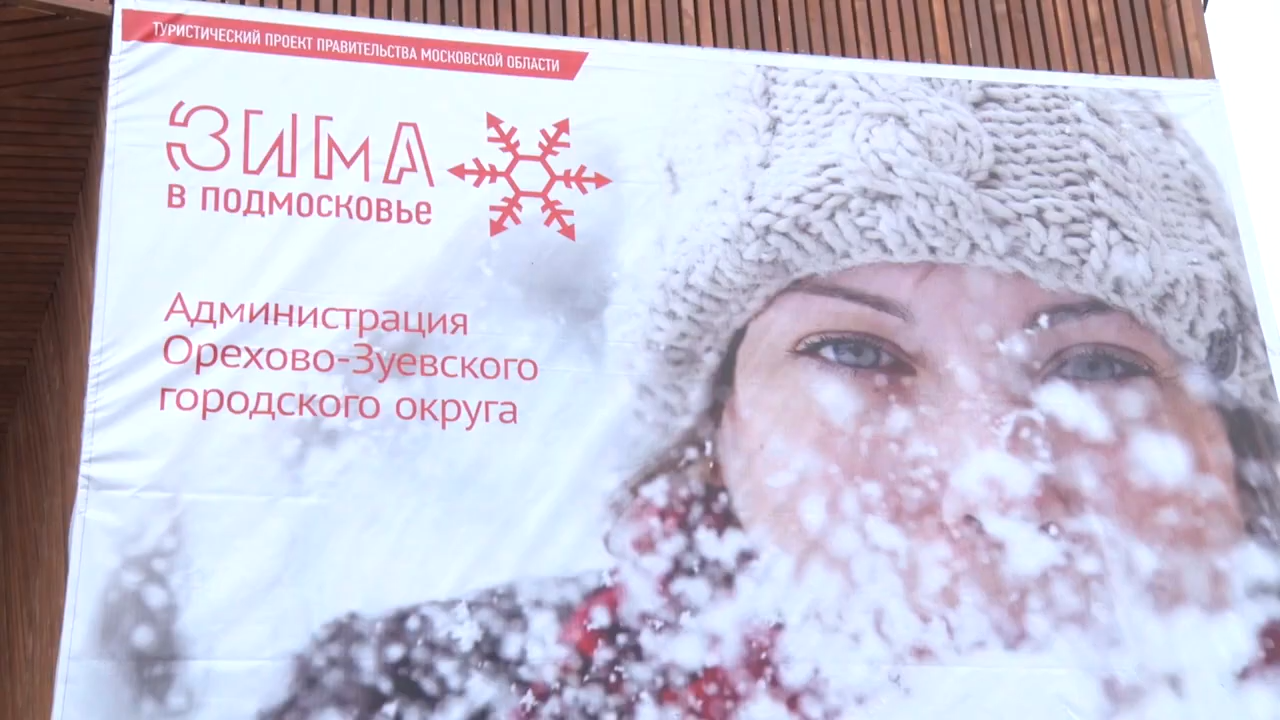 ТУРИСТИЧЕСКИЙ ПРОЕКТ ПРАВИТЕЛЬСТВА МОСКОВСКОЙ ОБЛАСТИ
ЗИМА
В ПОДМОСКОВЬЕ
Администрация
Орехово-Зуевского
городского округа